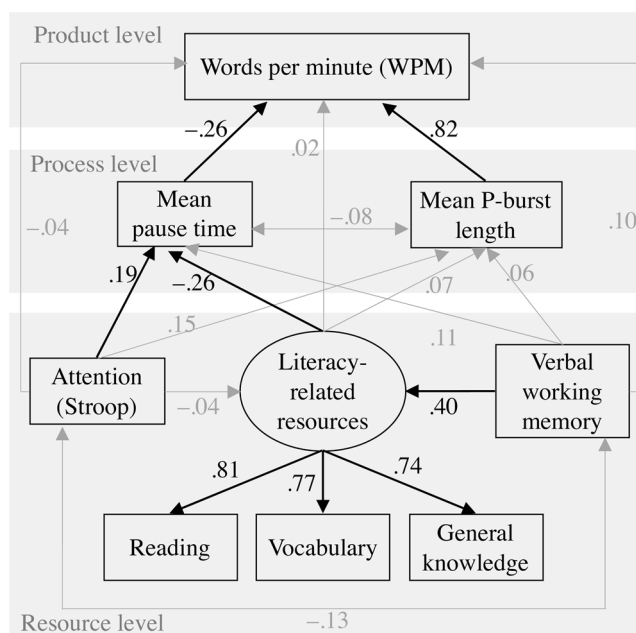 Product level
Words per minute (WPM)
–.26
.82
.02
Process level
Mean
pause time
Mean P-burst
length
–.04
–.08
.10
.19
–.26
.07
.06
.15
.11
Attention
(Stroop)
Literacy-
related
resources
Verbal
working
memory
–.04
.40
.81
.77
.74
Reading
Vocabulary
General
knowledge
Resource level
–.13